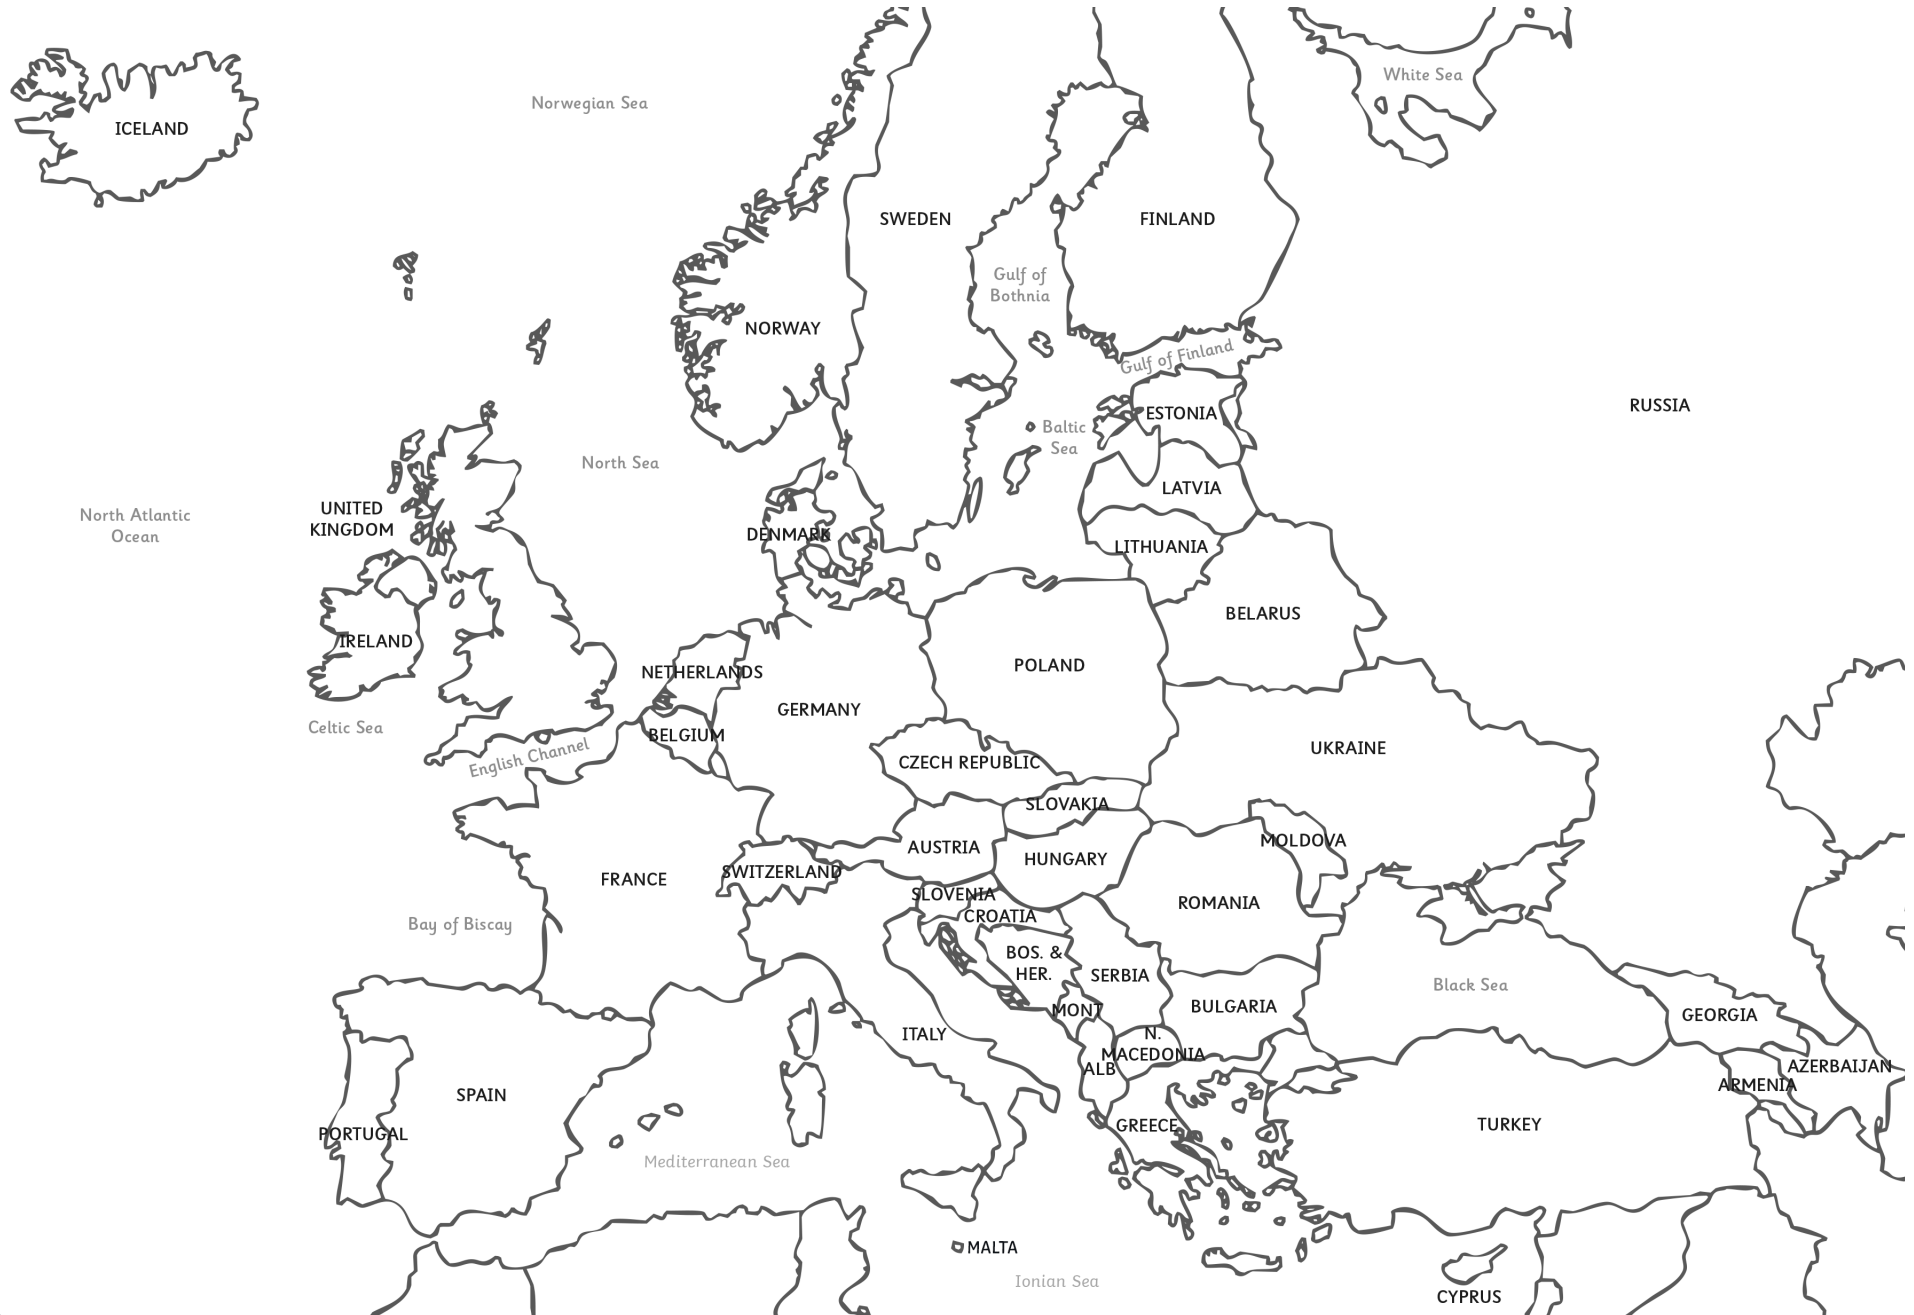 White Sea
Norwegian Sea
ICELAND
SWEDEN
FINLAND
Gulf of
Bothnia
NORWAY
Gulf of Finland
RUSSIA
ESTONIA
Baltic
Sea
North Sea
LATVIA
UNITED
KINGDOM
North Atlantic
Ocean
DENMARK
LITHUANIA
BELARUS
IRELAND
POLAND
NETHERLANDS
GERMANY
Celtic Sea
BELGIUM
English Channel
UKRAINE
CZECH REPUBLIC
SLOVAKIA
MOLDOVA
AUSTRIA
HUNGARY
SWITZERLAND
FRANCE
SLOVENIA
ROMANIA
CROATIA
Bay of Biscay
BOS. &
HER.
SERBIA
Black Sea
BULGARIA
MONT
GEORGIA
ITALY
N.
MACEDONIA
ALB
AZERBAIJAN
ARMENIA
SPAIN
GREECE
TURKEY
PORTUGAL
Mediterranean Sea
MALTA
Ionian Sea
CYPRUS